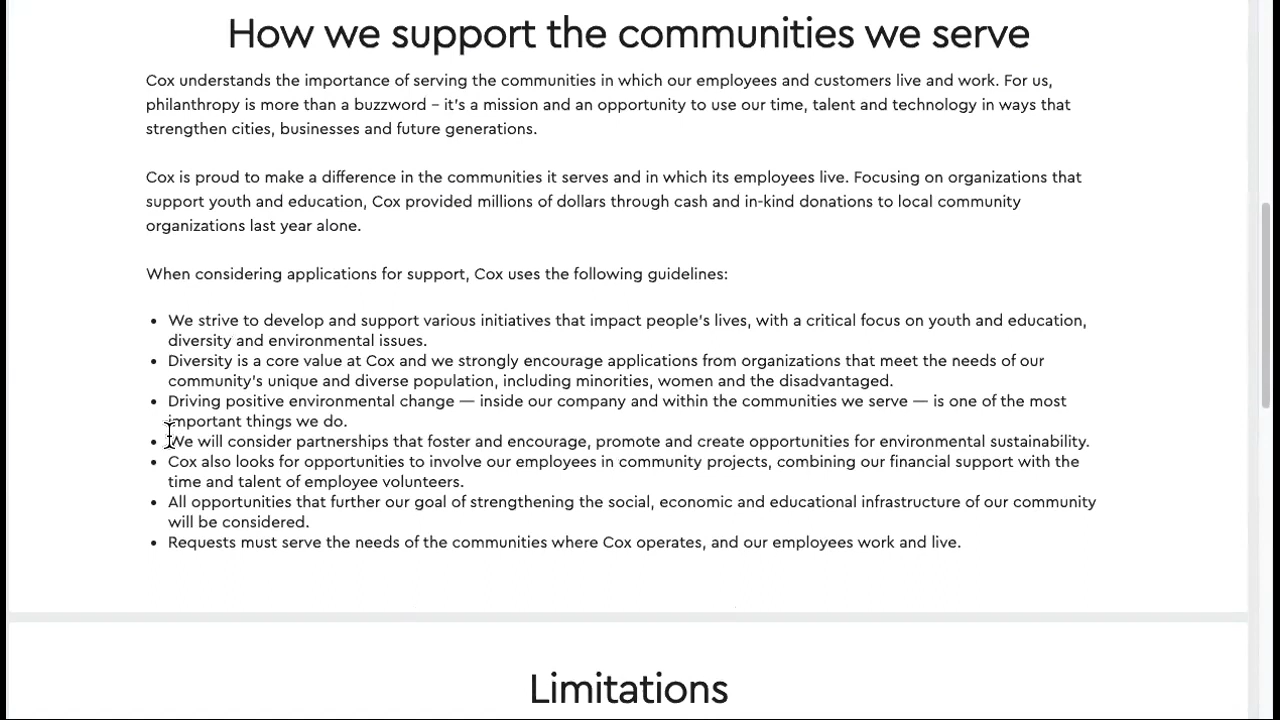 How we support the communities we serve
Cox understands the importance of serving the communities in which our employees and customers live and work. For us,
philanthropy is more than a buzzword – it's a mission and an opportunity to use our time, talent and technology in ways that
strengthen cities, businesses and future generations.
Cox is proud to make a difference in the communities it serves and in which its employees live. Focusing on organizations that
support youth and education, Cox provided millions of dollars through cash and in-kind donations to local community
organizations last year alone.
When considering applications for support, Cox uses the following guidelines:
• We strive to develop and support various initiatives that impact people's lives, with a critical focus on youth and education,
diversity and environmental issues.
• Diversity is a core value at Cox and we strongly encourage applications from organizations that meet the needs of our
community's unique and diverse population, including minorities, women and the disadvantaged.
• Driving positive environmental change — inside our company and within the communities we serve — is one of the most
important things we do.
• We will consider partnerships that foster and encourage, promote and create opportunities for environmental sustainability.
• Cox also looks for opportunities to involve our employees in community projects, combining our financial support with the
time and talent of employee volunteers.
• All opportunities that further our goal of strengthening the social, economic and educational infrastructure of our community
will be considered.
• Requests must serve the needs of the communities where Cox operates, and our employees work and live.
Limitations